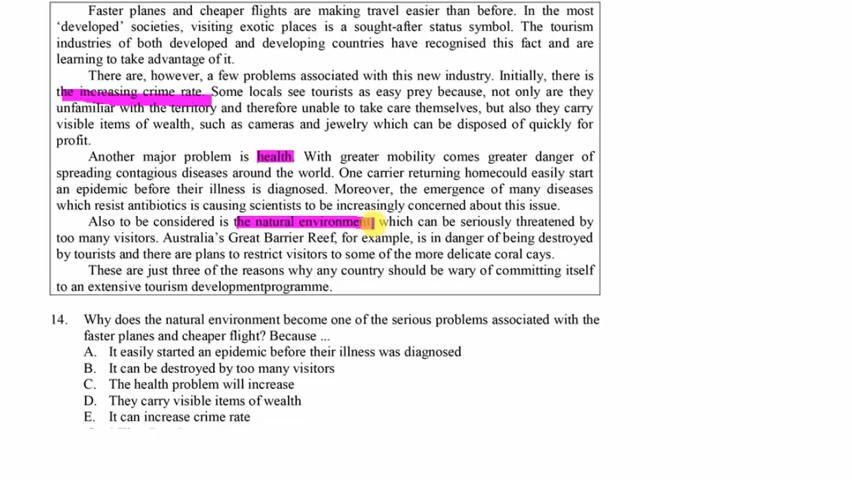 Faster planes and cheaper flights are making travel easier than before. In the most
‘developed’ societies, visiting exotic places is a sought-after status symbol. The tourism
industries of both developed and developing countries have recognised this fact and are
learning to take advantage of it.
There are, however, a few problems associated with this new industry. Initially, there is
the increasing crime rate. Some locals see tourists as easy prey because, not only are they
unfamiliar with the territory and therefore unable to take care themselves, but also they carry
visible items of wealth, such as cameras and jewelry which can be disposed of quickly for
profit.
Another major problem is health. With greater mobility comes greater danger of
spreading contagious diseases around the world. One carrier returning homecould easily start
an epidemic before their illness is diagnosed. Moreover, the emergence of many diseases
which resist antibiotics is causing scientists to be increasingly concerned about this issue.
Also to be considered is the natural environment, which can be seriously threatened by
too many visitors. Australia’s Great Barrier Reef, for example, is in danger of being destroyed
by tourists and there are plans to restrict visitors to some of the more delicate coral cays.
These are just three of the reasons why any country should be wary of committing itself
to an extensive tourism developmentprogramme.
14. Why does the natural environment become one of the serious problems associated with the
faster planes and cheaper flight? Because ...
A. It easily started an epidemic before their illness was diagnosed
B. It can be destroyed by too many visitors
C. The health problem will increase
D. They carry visible items of wealth
E. It can increase crime rate